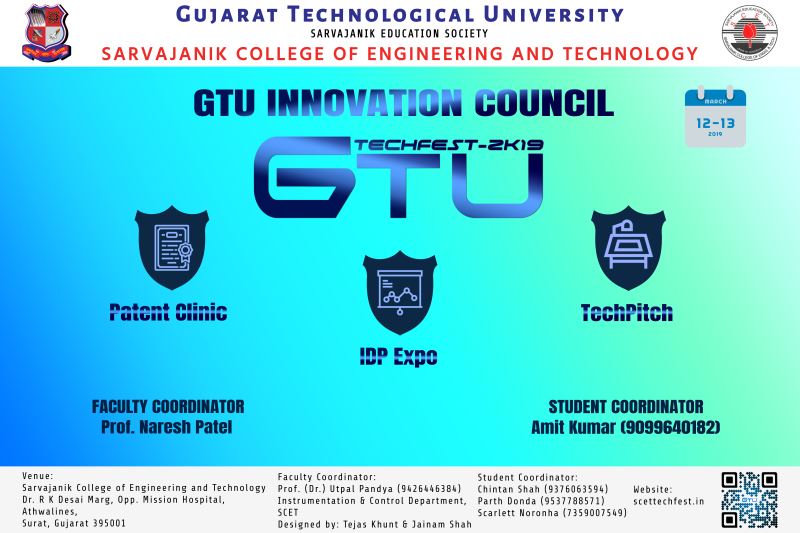 GUJARAT TECHNOLOGICAL UNIVERSITY
SARVAJANIK EDUCATION SOCIETY
SARVAJANIK COLLEGE OF ENGINEERING AND TECHNOLOGY
GTU INNOVATION COUNCIL
MARCH
12-13
2019
TECHFEST-2K19
GTU
Patent Clinic
TechPitch
IDP Expo
FACULTY COORDINATOR
Prof. Naresh Patel
STUDENT COORDINATOR
Amit Kumar (9099640182)
Venue:
Sarvajanik College of Engineering and Technology
Dr. R K Desai Marg, Opp. Mission Hospital,
Athwalines,
Surat, Gujarat 395001
Faculty Coordinator:
Prof. (Dr.) Utpal Pandya (9426446384)
Instrumentation & Control Department,
SCET
Designed by: Tejas Khunt & Jainam Shah
Student Coordinator:
Chintan Shah (9376063594)
Parth Donda (9537788571)
Scarlett Noronha (7359007549)
Website:
scettechfest.in
GTU